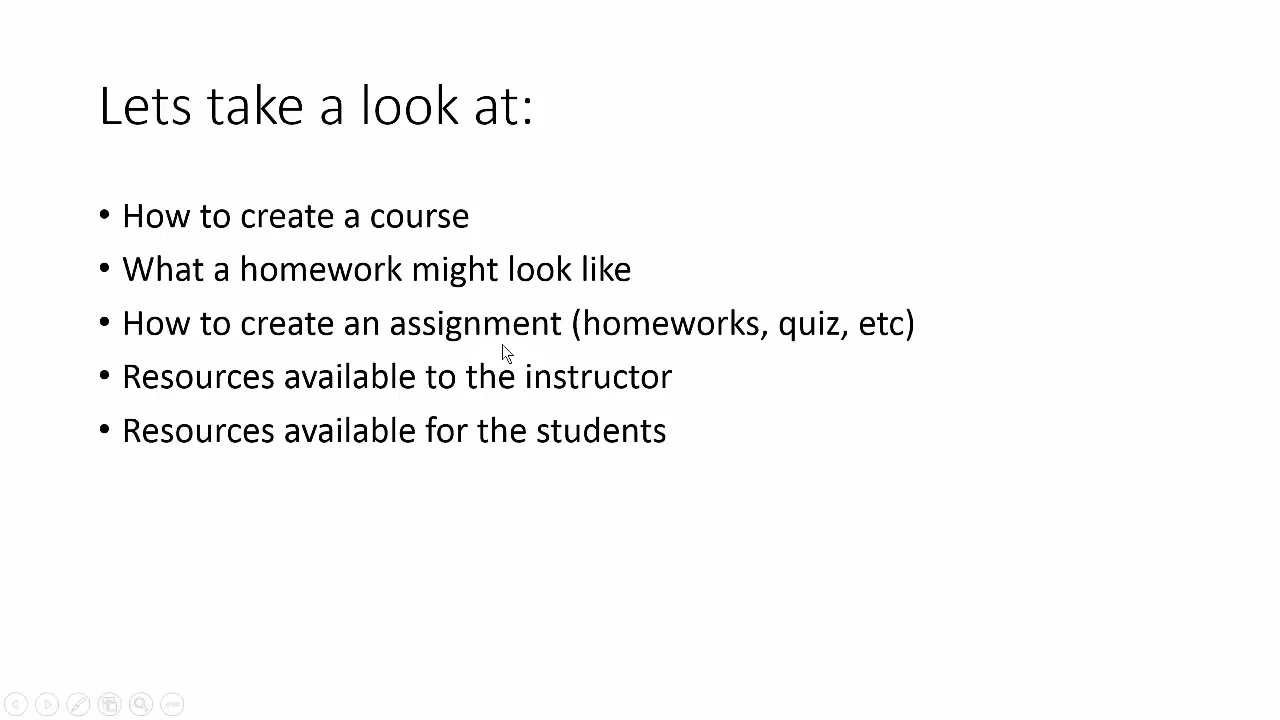 Lets take a look at:
• How to create a course
• What a homework might look like
• How to create an assignment (homeworks, quiz, etc)
• Resources available to the instructor
• Resources available for the students